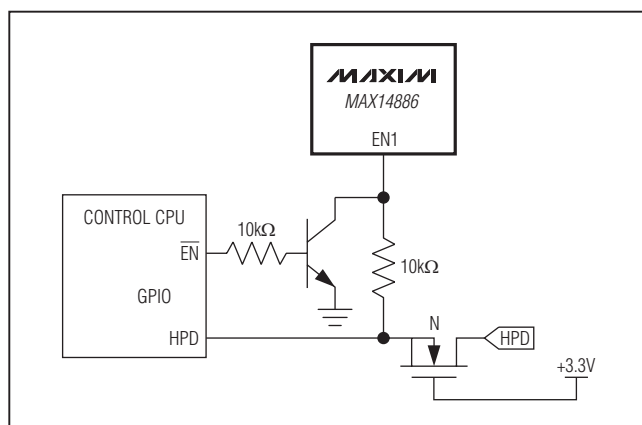 MAXIM
MAX14886
EN1
CONTROL CPU
10kΩ
EN
10kΩ
GPIO
HPD
N
HPD
+3.3V